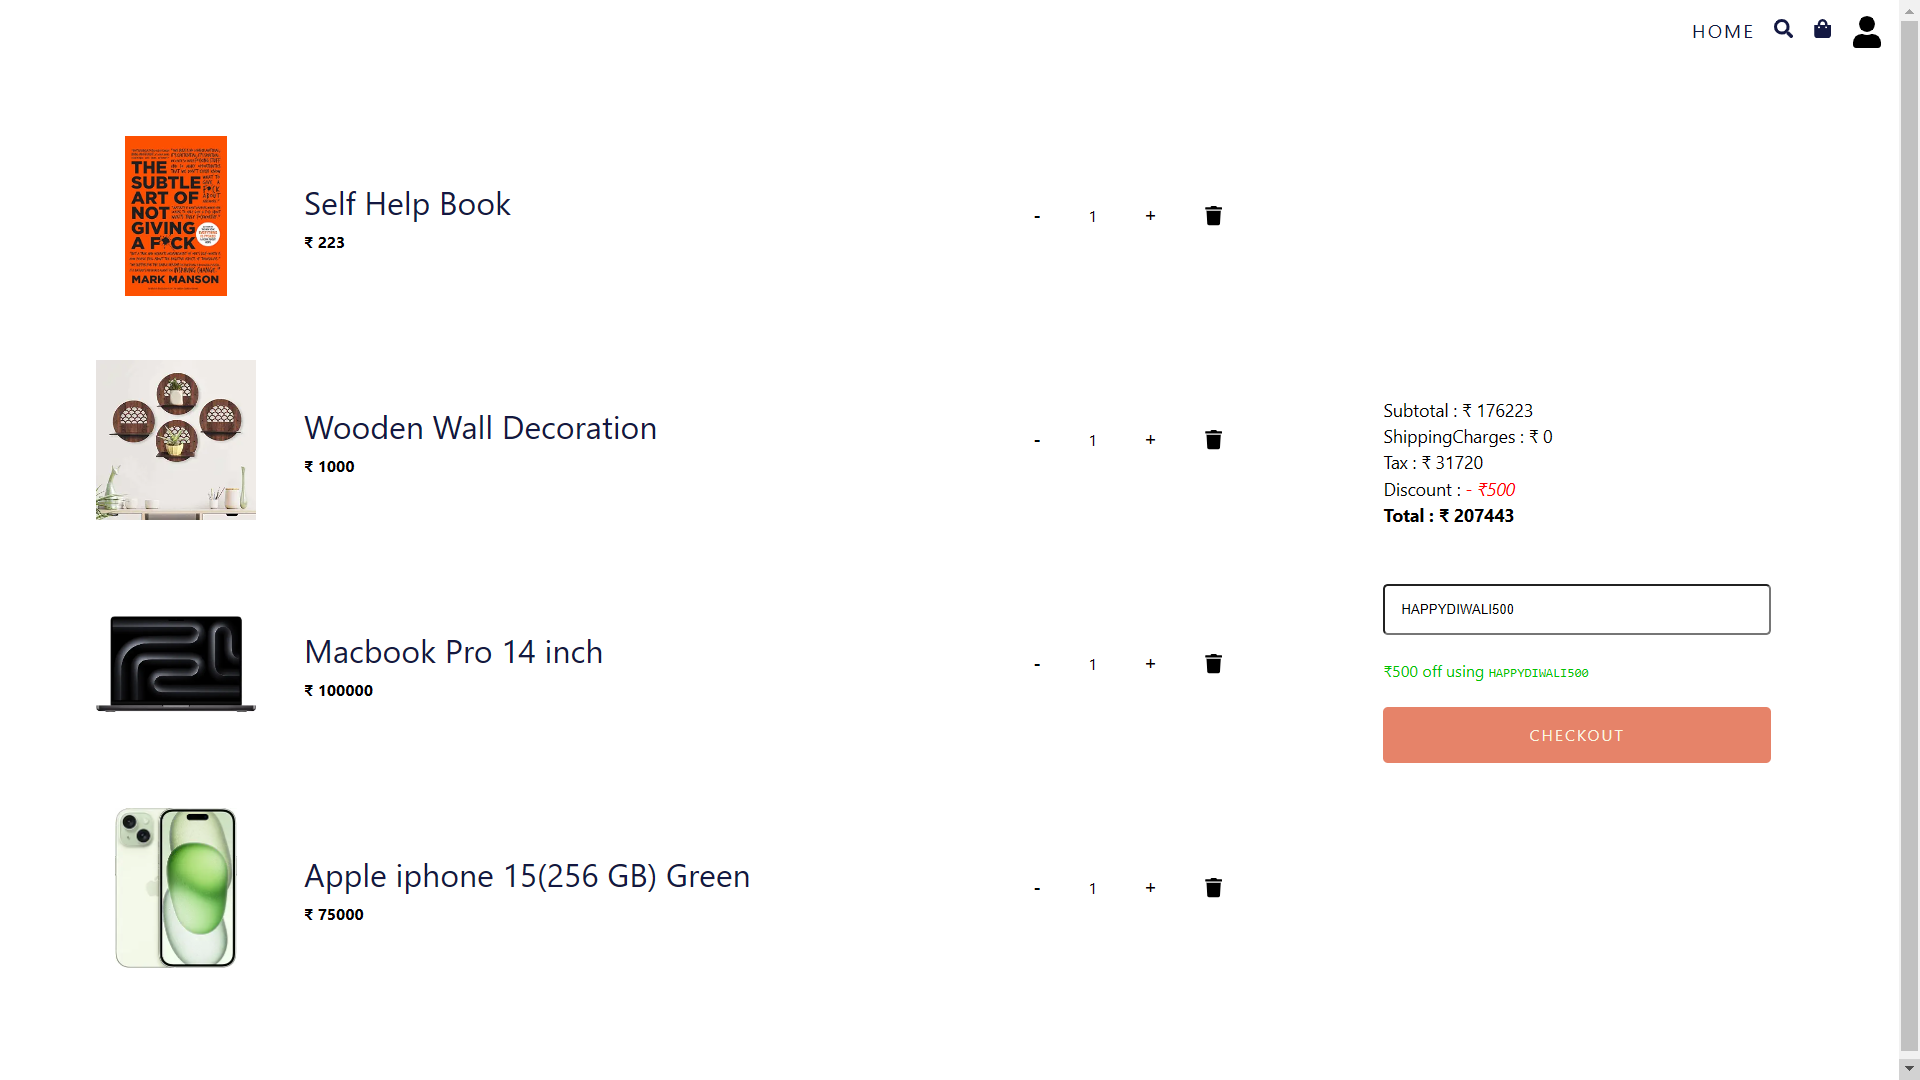 HOME
THE
SUBTLE
ART OF
NOT
GIVING
A F*CK
MARK MANSON
Self Help Book
₹ 223
- 1 +
Wooden Wall Decoration
₹ 1000
- 1 +
Macbook Pro 14 inch
₹ 100000
- 1 +
Apple iphone 15(256 GB) Green
₹ 75000
- 1 +
Subtotal : ₹ 176223
ShippingCharges : ₹ 0
Tax : ₹ 31720
Discount : - ₹500
Total : ₹ 207443
HAPPYDIWALI500
₹500 off using HAPPYDIWALI500
CHECKOUT